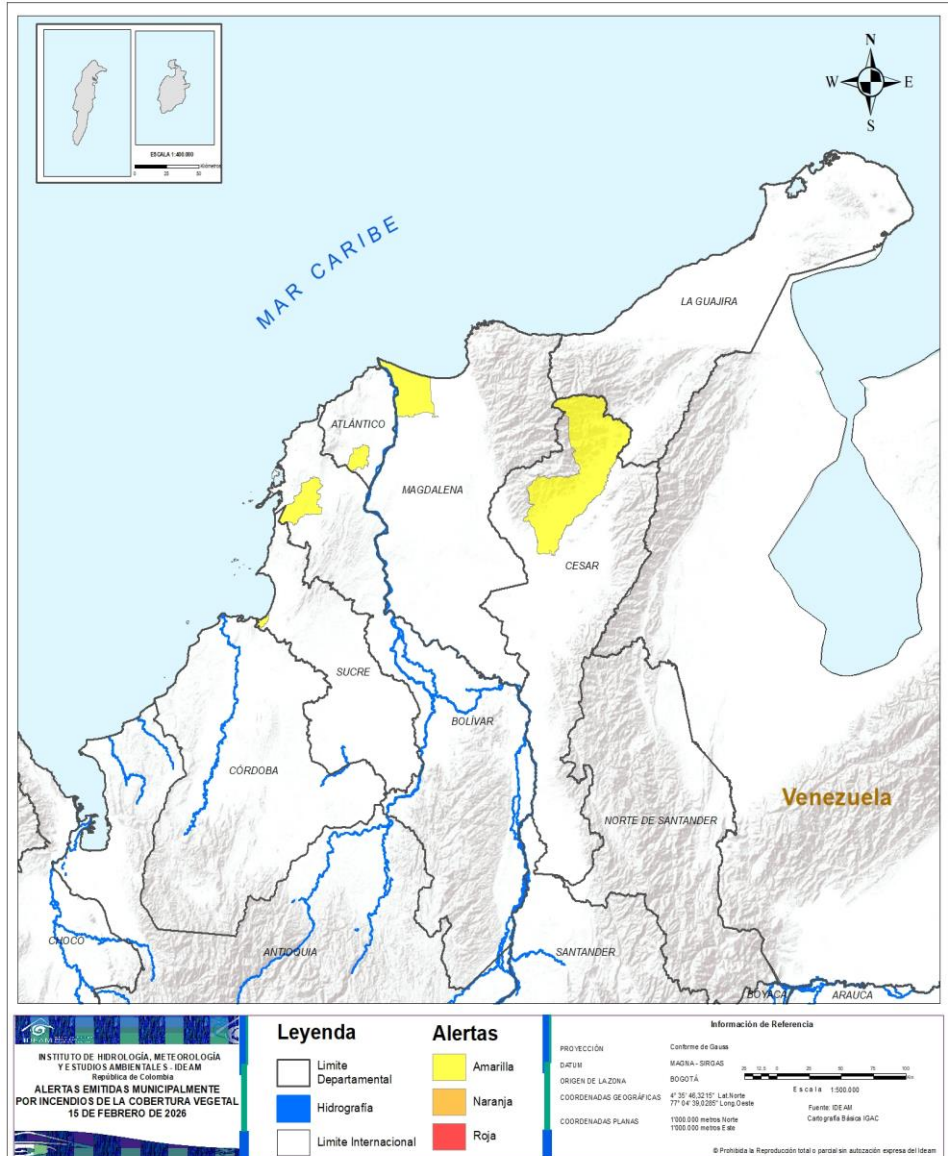 ESCALA 1:400.000
N
W
E
S
MAR CARIBE
LA GUAJIRA
ATLÁNTICO
MAGDALENA
CESAR
SUCRE
BOLÍVAR
CÓRDOBA
Venezuela
NORTE DE SANTANDER
CHOCO
ANTIOQUIA
SANTANDER
BOYACA
ARAUCA
INSTITUTO DE HIDROLOGÍA, METEOROLOGÍA
Y ESTUDIOS AMBIENTALES - IDEAM
República de Colombia
ALERTAS EMITIDAS MUNICIPALMENTE
POR INCENDIOS DE LA COBERTURA VEGETAL
15 DE FEBRERO DE 2026
Leyenda
Limite
Departamental
Hidrografía
Limite Internacional
Alertas
Amarilla
Naranja
Roja
Información de Referencia
PROYECCIÓN Conforme de Gauss
DATUM MAGNA - SIRGAS
ORIGEN DE LA ZONA BOGOTÁ
COORDENADAS GEOGRÁFICAS 4° 35' 46,3215" Lat.Norte
77° 04' 39,0285" Long.Oeste
COORDENADAS PLANAS 1'000.000 metros Norte
1'000.000 metros Este
Escala 1:500.000
Fuente: IDEAM
Cartografía Básica IGAC
© Prohibida la Reproducción total o parcial sin autozación expresa del Ideam